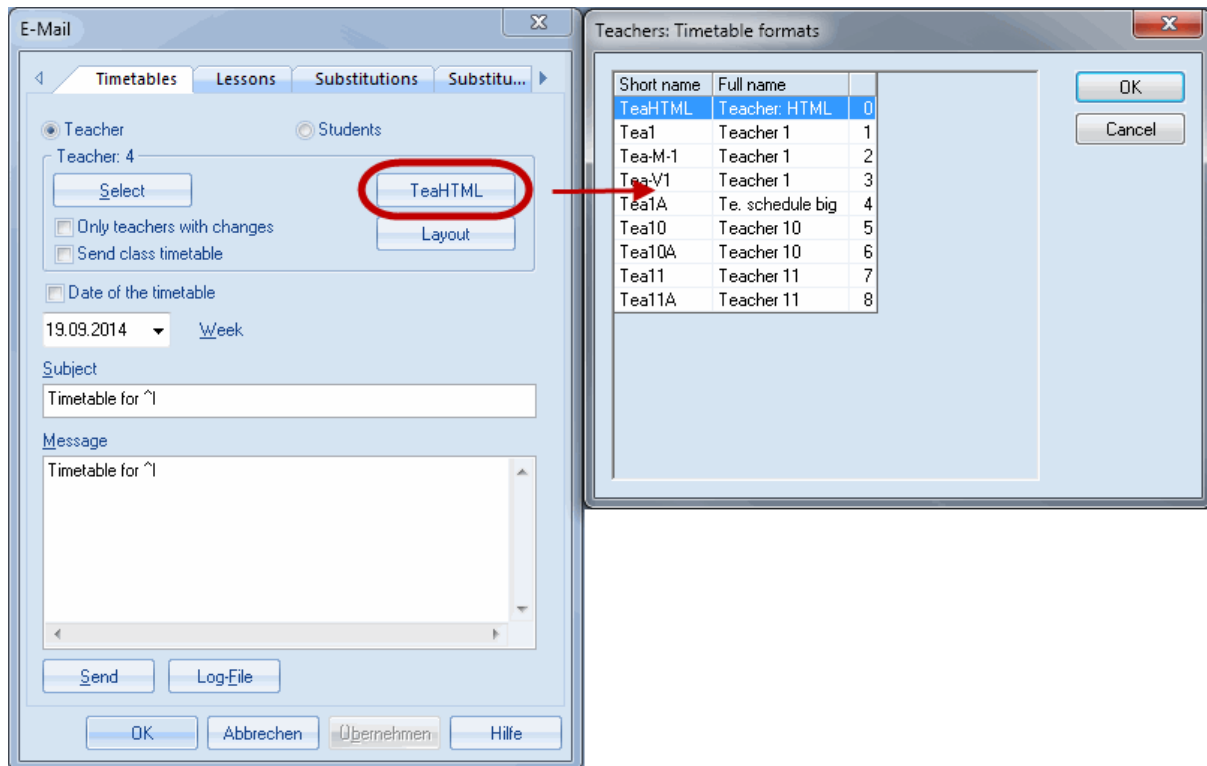 E-Mail
Timetables Lessons Substitutions Substitu...
Teacher Students
Teacher: 4
Select TeaHTML
Only teachers with changes
Layout
Send class timetable
Date of the timetable
19.09.2014 Week
Subject
Timetable for ^l
Message
Timetable for ^l
Send Log-File
OK Abbrechen Übernehmen Hilfe
Teachers: Timetable formats
Short name Full name
TeaHTML Teacher: HTML 0
Tea1 Teacher 1 1
Tea-M-1 Teacher 1 2
Tea-V1 Teacher 1 3
Tea1A Te. schedule big 4
Tea10 Teacher 10 5
Tea10A Teacher 10 6
Tea11 Teacher 11 7
Tea11A Teacher 11 8
OK
Cancel